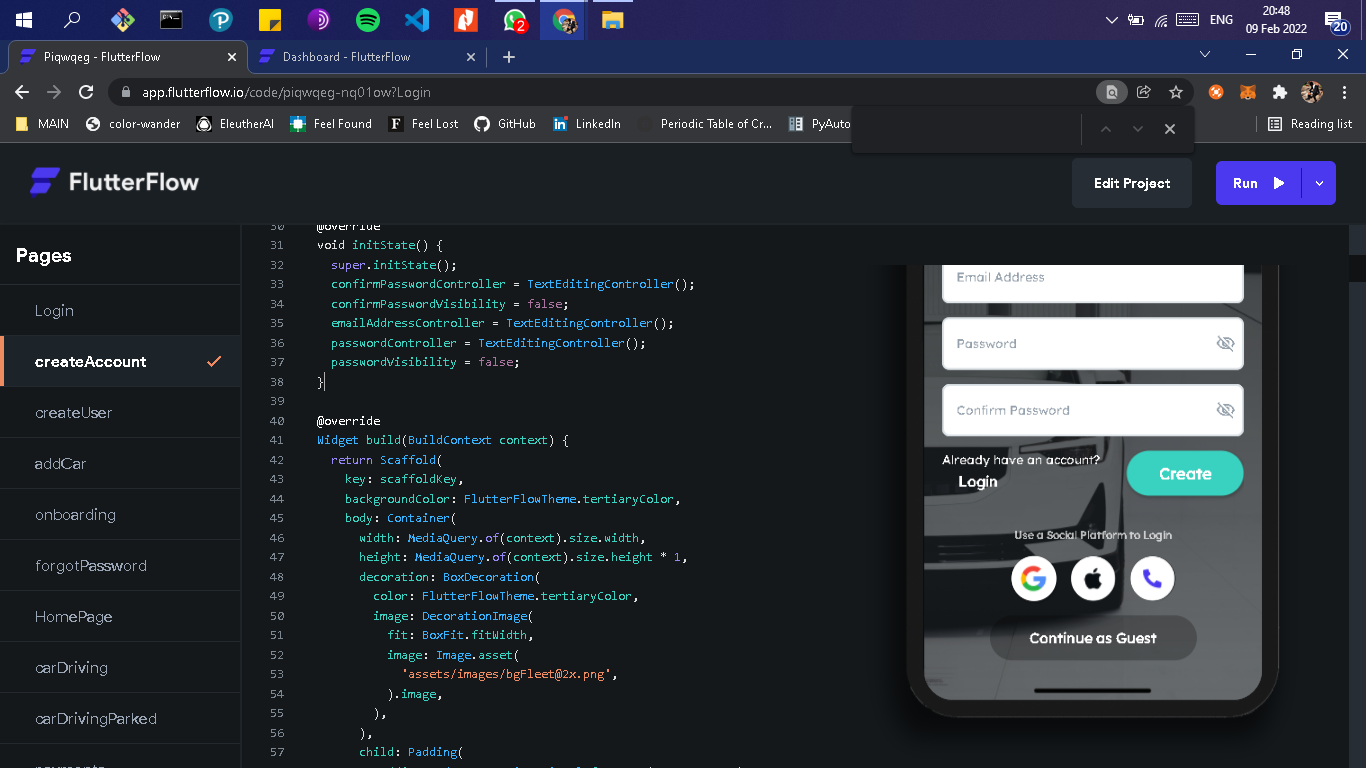 ENG
20:48
09 Feb 2022
2
20
Piqwqeg - FlutterFlow
Dashboard - FlutterFlow
app.flutterflow.io/code/piqwqeg-nq01ow?Login
MAIN
color-wander
EleutherAI
Feel Found
Feel Lost
GitHub
LinkedIn
Periodic Table of Cr...
PyAuto
Reading list
FlutterFlow
Edit Project
Run
Pages
Login
createAccount
createUser
addCar
onboarding
forgotPassword
HomePage
carDriving
carDrivingParked
payments
30 @override
31 void initState() {
32 super.initState();
33 confirmPasswordController = TextEditingController();
34 confirmPasswordVisibility = false;
35 emailAddressController = TextEditingController();
36 passwordController = TextEditingController();
37 passwordVisibility = false;
38 }
39
40 @override
41 Widget build(BuildContext context) {
42 return Scaffold(
43 key: scaffoldKey,
44 backgroundColor: FlutterFlowTheme.tertiaryColor,
45 body: Container(
46 width: MediaQuery.of(context).size.width,
47 height: MediaQuery.of(context).size.height * 1,
48 decoration: BoxDecoration(
49 color: FlutterFlowTheme.tertiaryColor,
50 image: DecorationImage(
51 fit: BoxFit.fitWidth,
52 image: Image.asset(
53 'assets/images/bgFleet@2x.png',
54 ).image,
55 ),
56 ),
57 child: Padding(
Email Address
Password
Confirm Password
Already have an account?
Login
Create
Use a Social Platform to Login
Continue as Guest